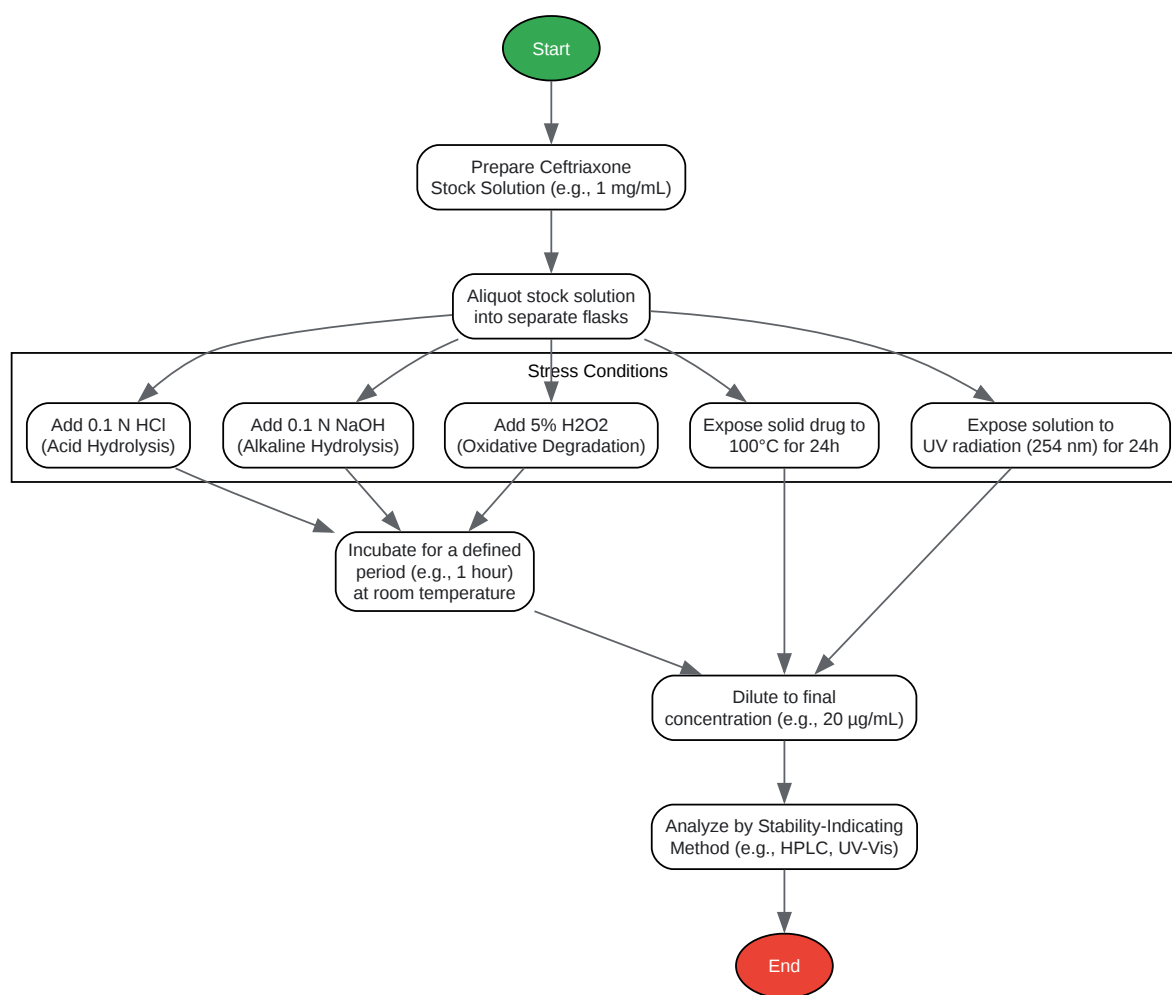 Start
Prepare Ceftriaxone
Stock Solution (e.g., 1 mg/mL)
Aliquot stock solution
into separate flasks
Stress Conditions
Add 0.1 N HCl
(Acid Hydrolysis)
Add 0.1 N NaOH
(Alkaline Hydrolysis)
Add 5% H2O2
(Oxidative Degradation)
Expose solid drug to
100°C for 24h
Expose solution to
UV radiation (254 nm) for 24h
Incubate for a defined
period (e.g., 1 hour)
at room temperature
Dilute to final
concentration (e.g., 20 µg/mL)
Analyze by Stability-Indicating
Method (e.g., HPLC, UV-Vis)
End